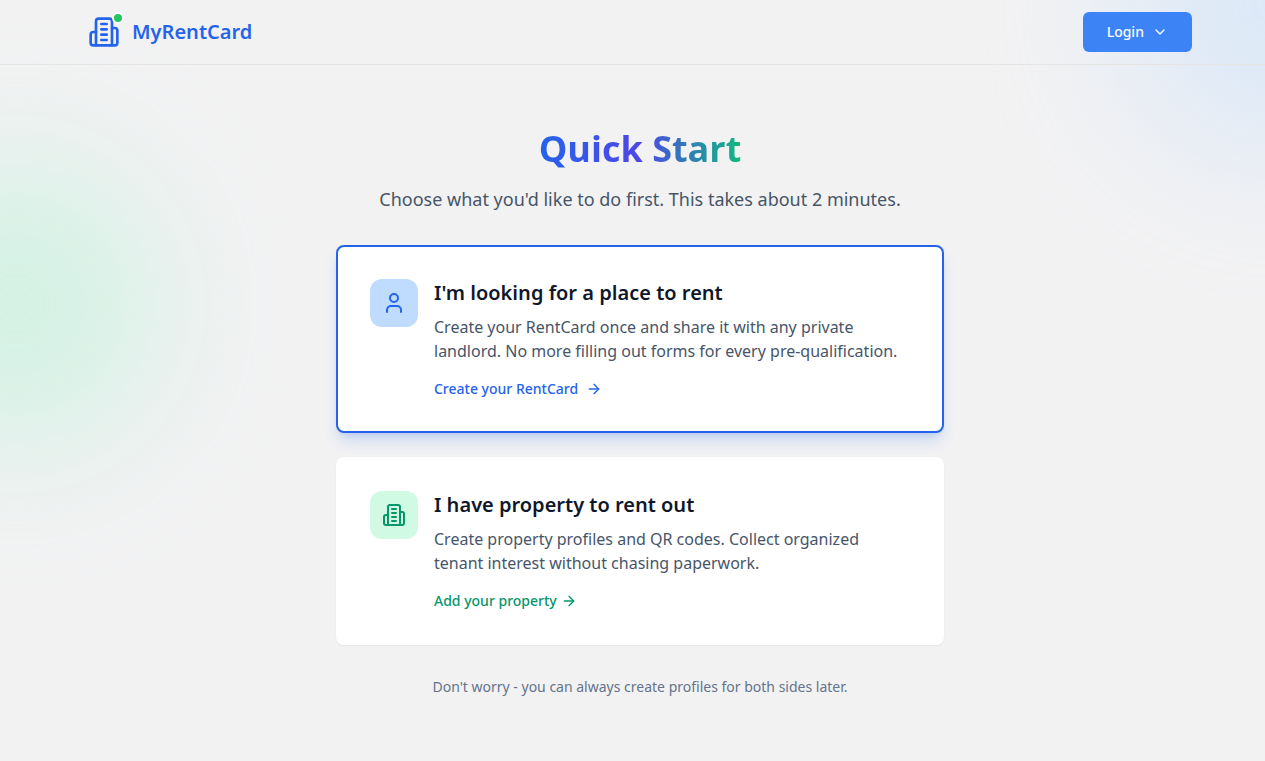 MyRentCard
Login
Quick Start
Choose what you'd like to do first. This takes about 2 minutes.
I'm looking for a place to rent
Create your RentCard once and share it with any private
landlord. No more filling out forms for every pre-qualification.
Create your RentCard
I have property to rent out
Create property profiles and QR codes. Collect organized
tenant interest without chasing paperwork.
Add your property
Don't worry - you can always create profiles for both sides later.